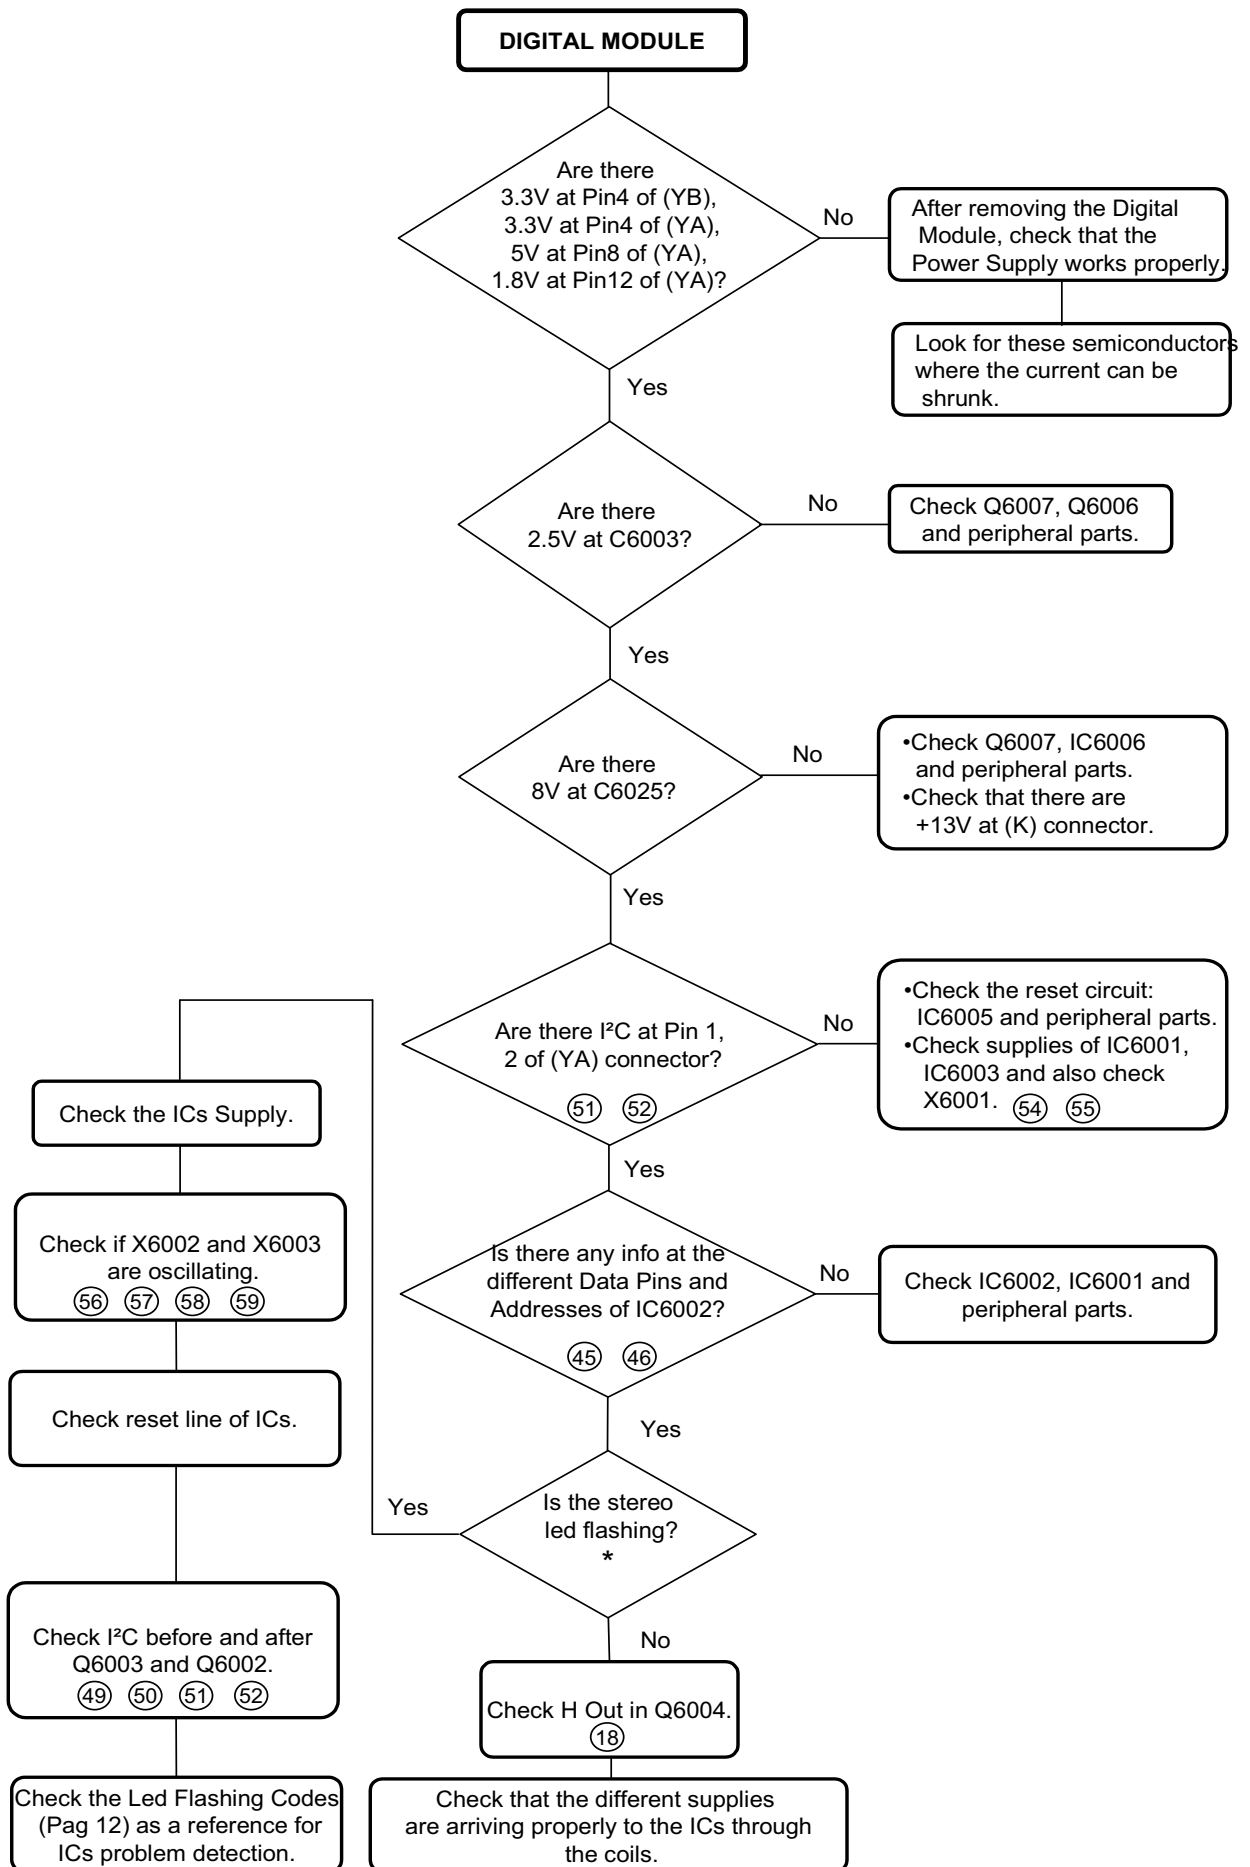 DIGITAL MODULE
Are there
3.3V at Pin4 of (YB),
3.3V at Pin4 of (YA),
5V at Pin8 of (YA),
1.8V at Pin12 of (YA)?
No
After removing the Digital
Module, check that the
Power Supply works properly.
Look for these semiconductors
where the current can be
shrunk.
Yes
Are there
2.5V at C6003?
No
Check Q6007, Q6006
and peripheral parts.
Yes
Are there
8V at C6025?
No
•Check Q6007, IC6006
and peripheral parts.
•Check that there are
+13V at (K) connector.
Yes
Are there I²C at Pin 1,
2 of (YA) connector?
51 52
No
•Check the reset circuit:
IC6005 and peripheral parts.
•Check supplies of IC6001,
IC6003 and also check
X6001. 54 55
Yes
Is there any info at the
different Data Pins and
Addresses of IC6002?
45 46
No
Check IC6002, IC6001 and
peripheral parts.
Yes
Is the stereo
led flashing?
*
Yes
Check the ICs Supply.
Check if X6002 and X6003
are oscillating.
56 57 58 59
Check reset line of ICs.
Check I²C before and after
Q6003 and Q6002.
49 50 51 52
Check the Led Flashing Codes
(Pag 12) as a reference for
ICs problem detection.
No
Check H Out in Q6004.
18
Check that the different supplies
are arriving properly to the ICs through
the coils.